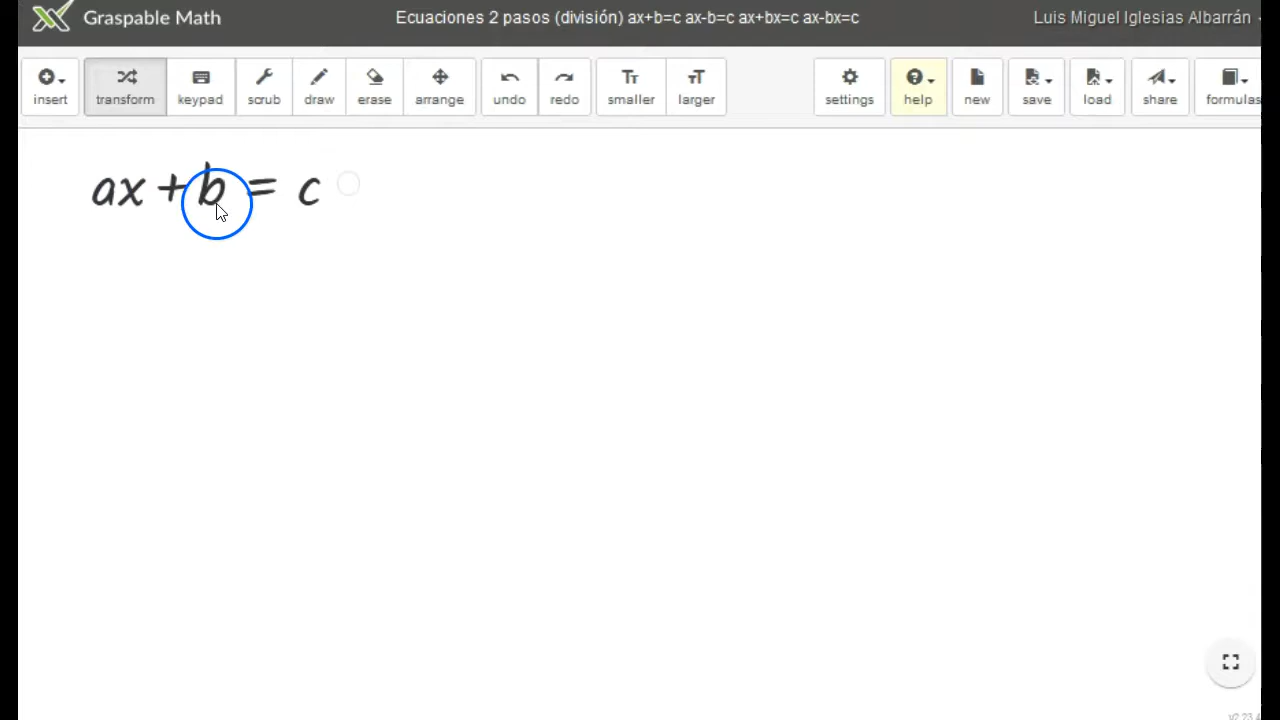 Graspable Math Ecuaciones 2 pasos (división) ax+b=c ax-b=c ax+bx=c ax-bx=c Luis Miguel Iglesias Albarrán
insert transform keypad scrub draw erase arrange undo redo smaller larger settings help new save load share formulas
ax + b = c